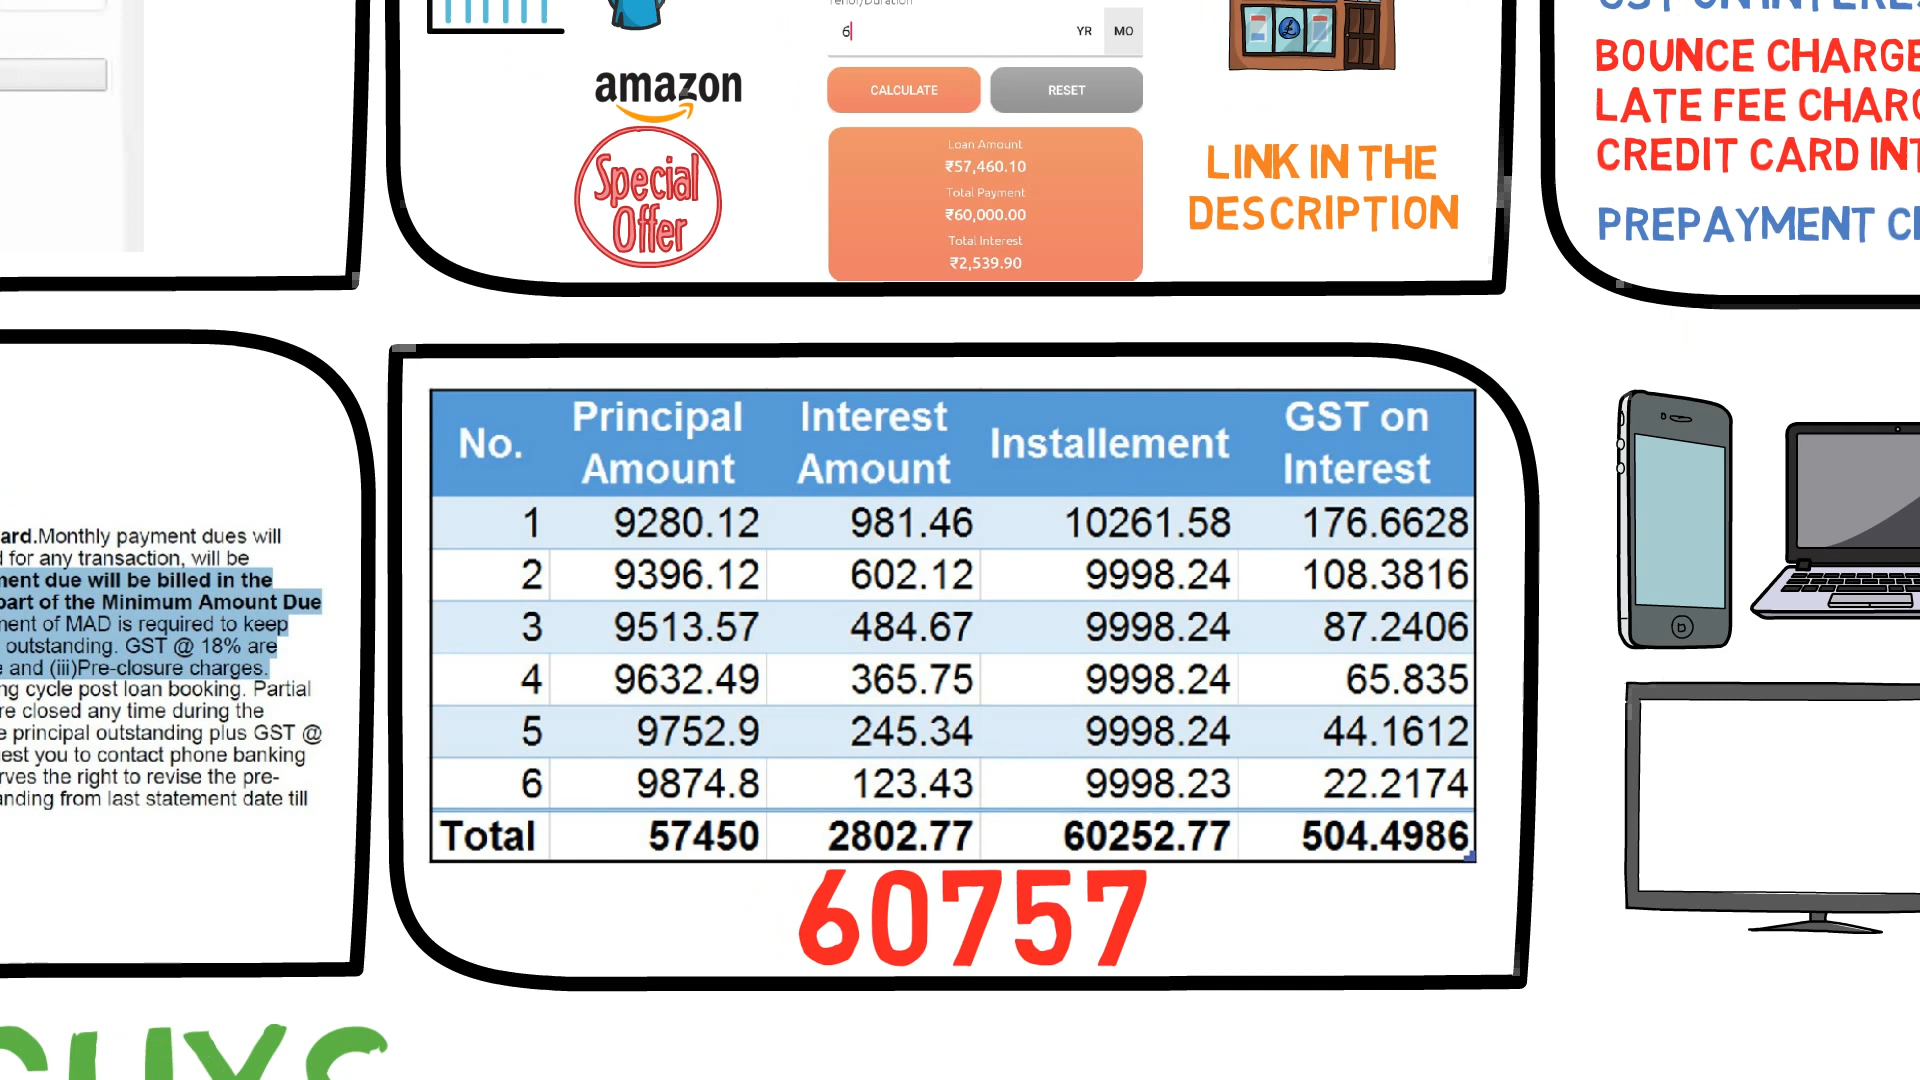 6
YR
MO
CALCULATE
RESET
amazon
Special
Offer
Loan Amount
₹57,460.10
Total Payment
₹60,000.00
Total Interest
₹2,539.90
LINK IN THE
DESCRIPTION
BOUNCE CHARGE
LATE FEE
CREDIT CARD
PREPAYMENT
ard.Monthly payment dues will
for any transaction, will be
ment due will be billed in the
part of the Minimum Amount Due
ment of MAD is required to keep
outstanding. GST @ 18% are
and (iii)Pre-closure charges.
ng cycle post loan booking. Partial
re closed any time during the
e principal outstanding plus GST @
est you to contact phone banking
rves the right to revise the pre-
anding from last statement date till
No. Principal Amount Interest Amount Installement GST on Interest
1 9280.12 981.46 10261.58 176.6628
2 9396.12 602.12 9998.24 108.3816
3 9513.57 484.67 9998.24 87.2406
4 9632.49 365.75 9998.24 65.835
5 9752.9 245.34 9998.24 44.1612
6 9874.8 123.43 9998.23 22.2174
Total 57450 2802.77 60252.77 504.4986
60757